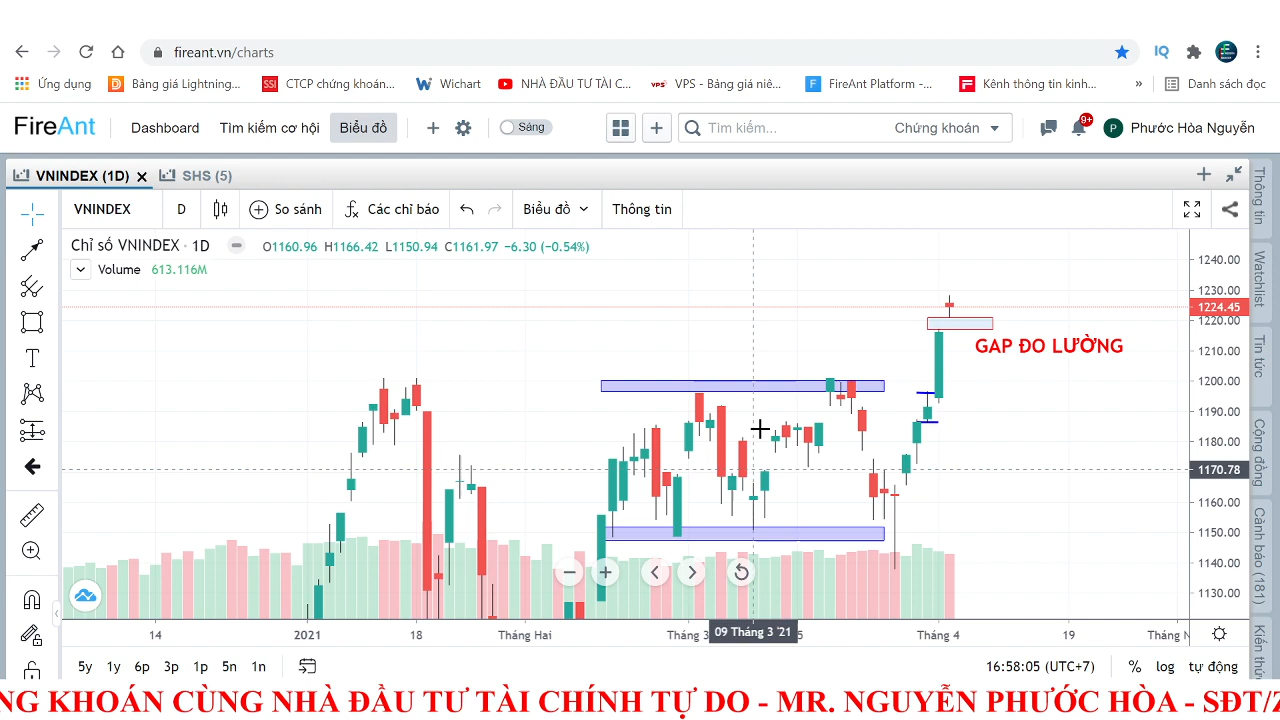 fireant.vn/charts
IQ
Ứng dụng
Bảng giá Lightning...
SSI
CTCP chứng khoán...
Wichart
NHÀ ĐẦU TƯ TÀI C...
VPS - Bảng giá niê...
FireAnt Platform -...
Kênh thông tin kinh...
»
Danh sách đọc
FireAnt
Dashboard
Tìm kiếm cơ hội
Biểu đồ
Sáng
Tìm kiếm...
Chứng khoán
9+
P
Phước Hòa Nguyễn
VNINDEX (1D)
SHS (5)
VNINDEX
D
So sánh
Các chỉ báo
Biểu đồ
Thông tin
Chỉ số VNINDEX · 1D
O1160.96 H1166.42 L1150.94 C1161.97 −6.30 (−0.54%)
Volume 613.116M
GAP ĐO LƯỜNG
1240.00
1230.00
1224.45
1220.00
1210.00
1200.00
1190.00
1180.00
1170.78
1160.00
1150.00
1140.00
1130.00
Thông tin
Watchlist
Tin tức
Cộng đồng
Cảnh báo (181)
14
2021
18
Tháng Hai
Tháng 3
09 Tháng 3 '21
Tháng 4
19
5y
1y
6p
3p
1p
5n
1n
16:58:05 (UTC+7)
%
log
tự động
NG KHOÁN CÙNG NHÀ ĐẦU TƯ TÀI CHÍNH TỰ DO - MR. NGUYỄN PHƯỚC HÒA - SĐT/Z